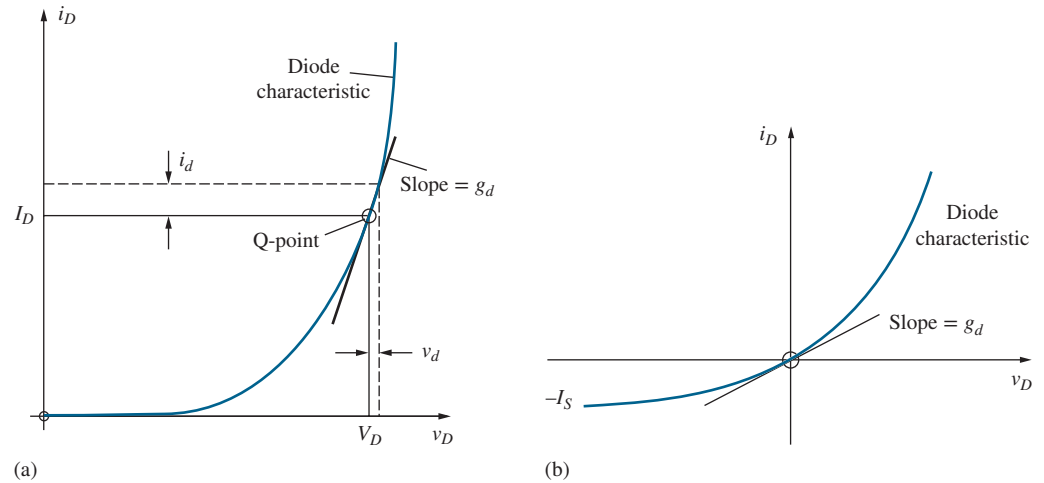 i_D
Diode
characteristic
i_d
Slope = g_d
I_D
Q-point
v_d
V_D
v_D
(a)
i_D
Diode
characteristic
Slope = g_d
–I_S
v_D
(b)